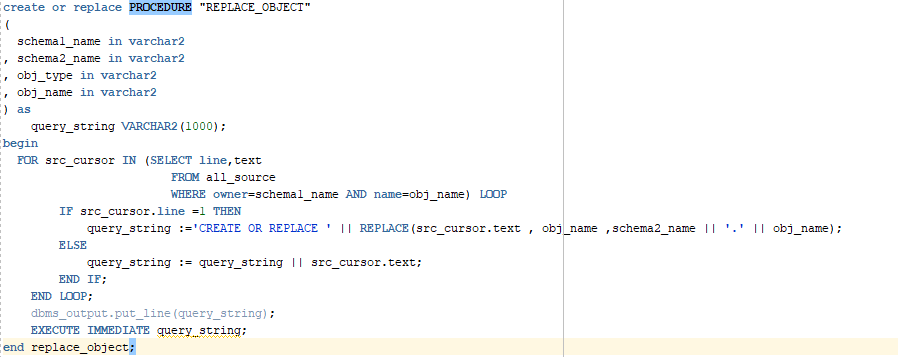 create or replace PROCEDURE "REPLACE_OBJECT"
(
  schema1_name in varchar2
, schema2_name in varchar2
, obj_type in varchar2
, obj_name in varchar2
) as
    query_string VARCHAR2(1000);
begin
  FOR src_cursor IN (SELECT line,text
                        FROM all_source
                        WHERE owner=schema1_name AND name=obj_name) LOOP
        IF src_cursor.line =1 THEN
            query_string :='CREATE OR REPLACE ' || REPLACE(src_cursor.text , obj_name ,schema2_name || '.' || obj_name);
        ELSE
            query_string := query_string || src_cursor.text;
        END IF;
    END LOOP;
    dbms_output.put_line(query_string);
    EXECUTE IMMEDIATE query_string;
end replace_object;